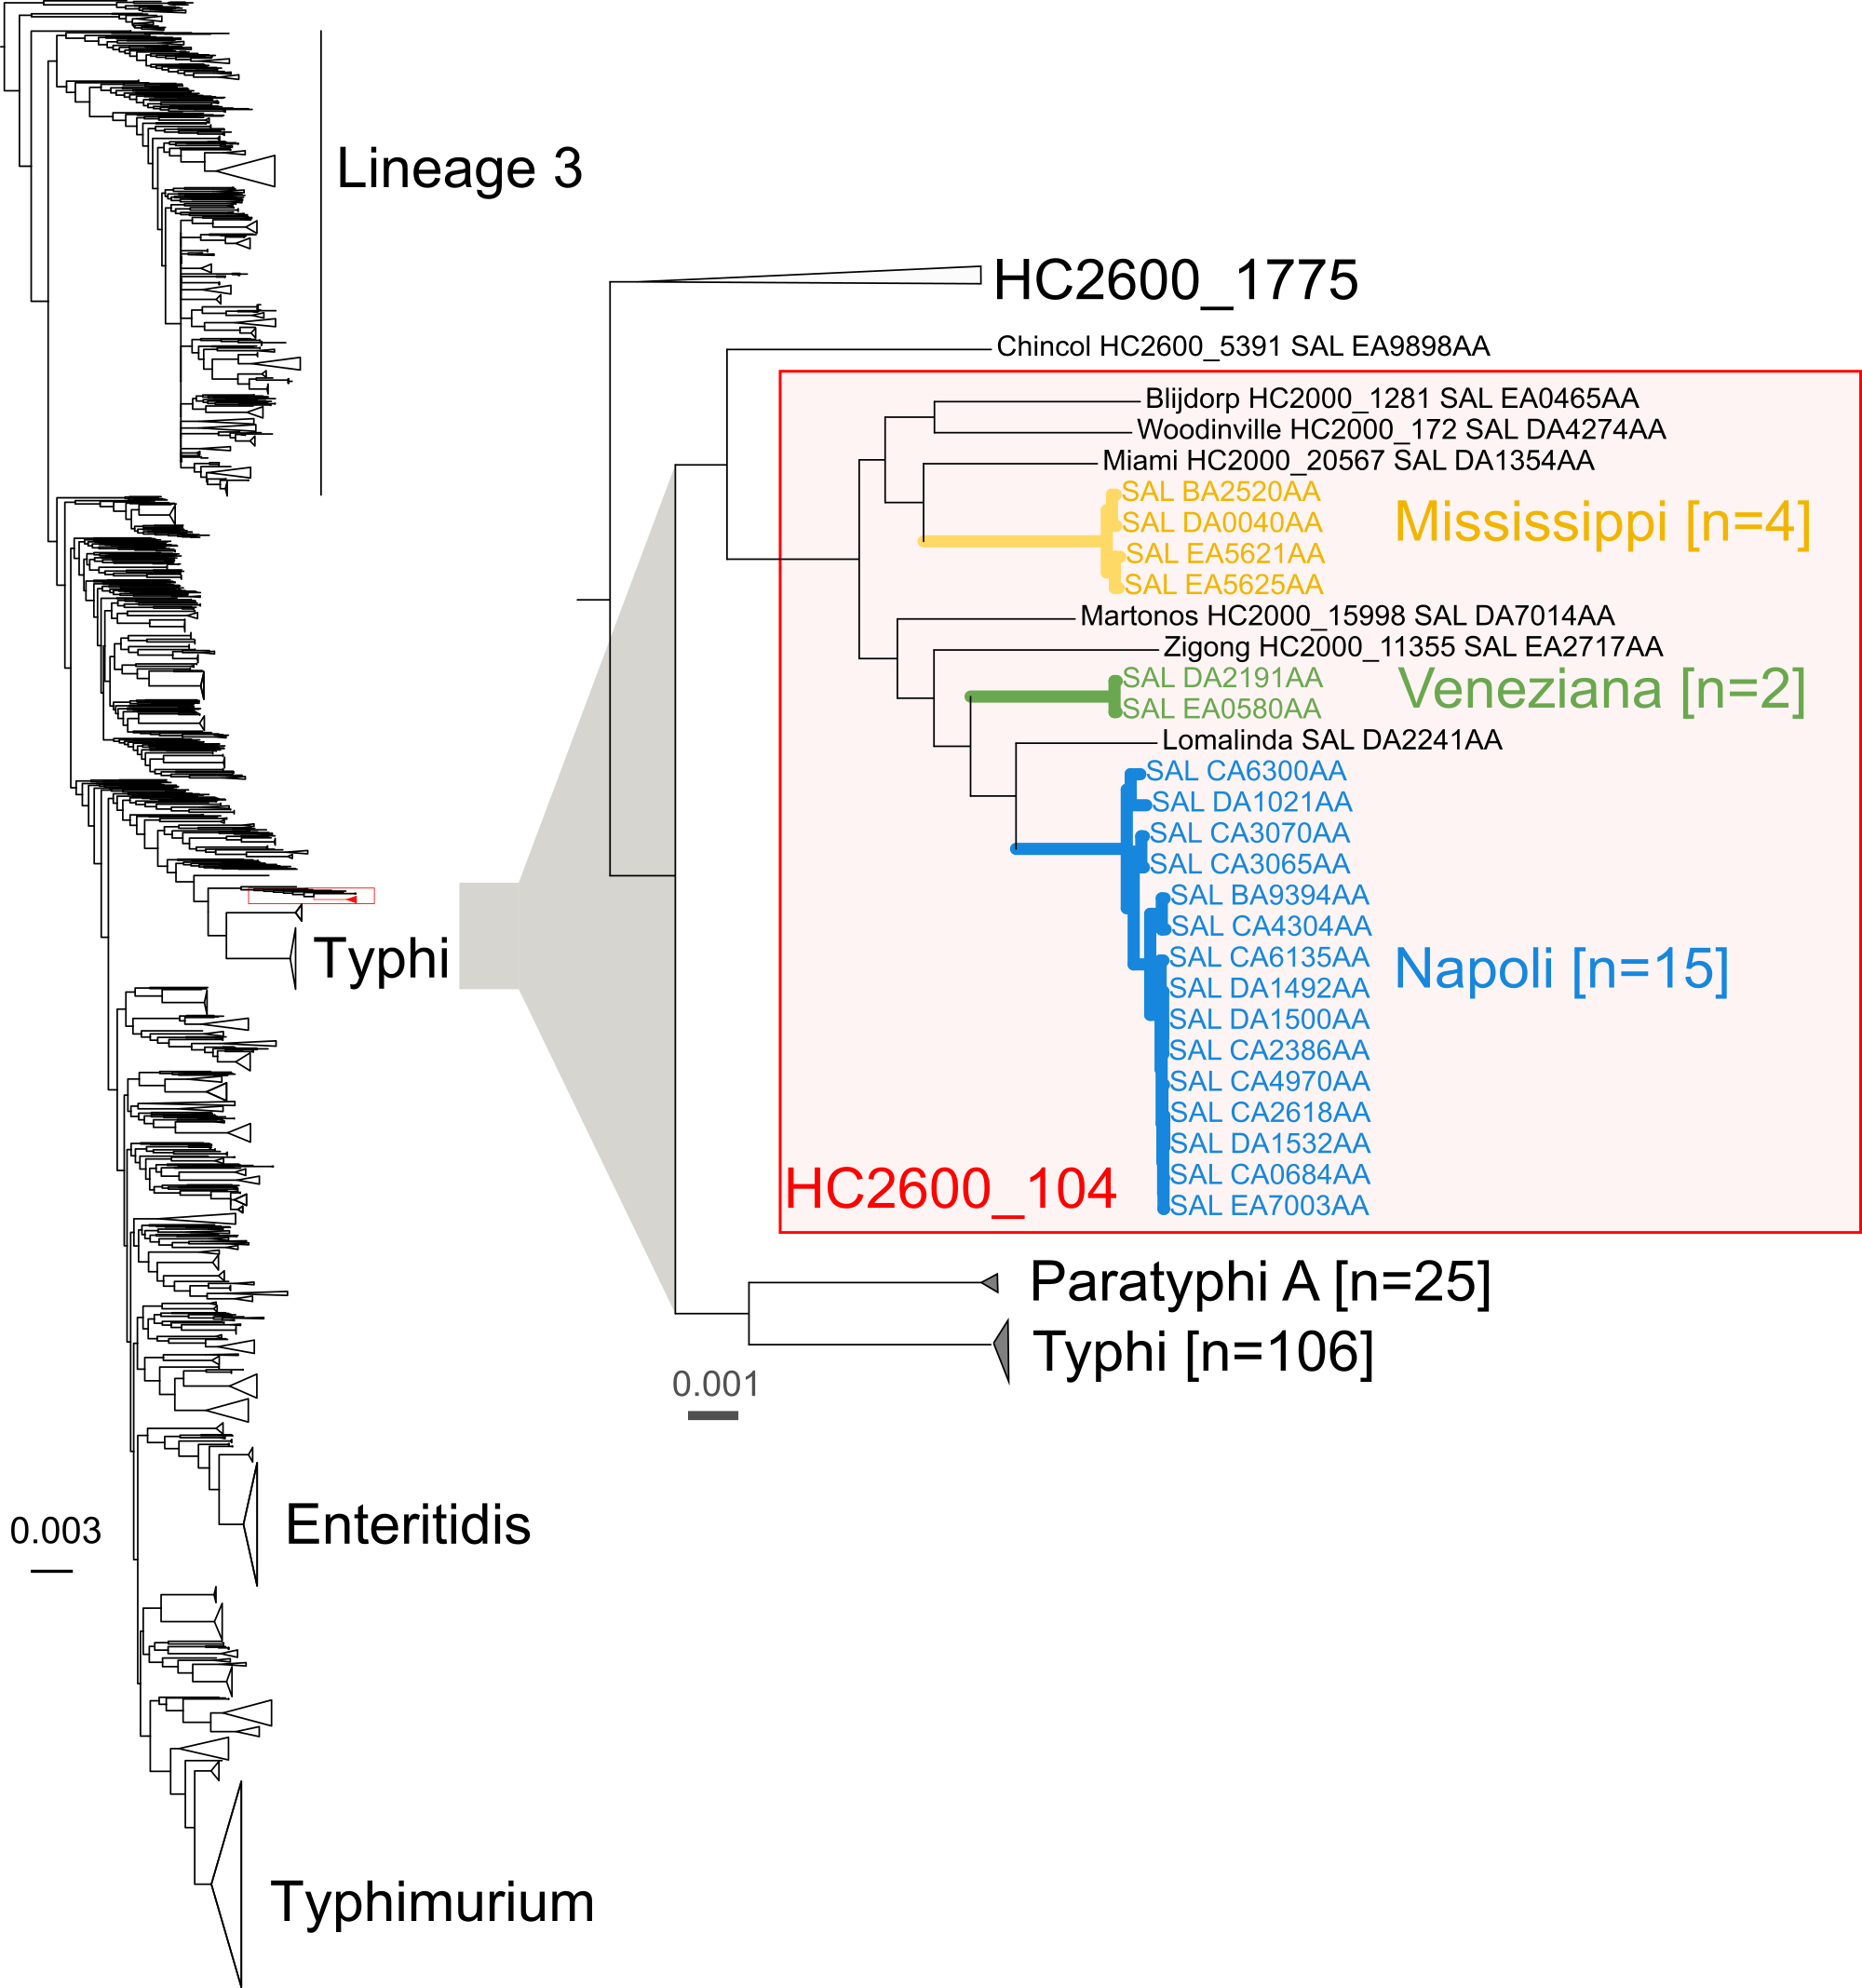 Lineage 3
HC2600_1775
Chincol HC2600_5391 SAL EA9898AA
Blijdorp HC2000_1281 SAL EA0465AA
Woodinville HC2000_172 SAL DA4274AA
Miami HC2000_20567 SAL DA1354AA
SAL BA2520AA
SAL DA0040AA
Mississippi [n=4]
SAL EA5621AA
SAL EA5625AA
Martonos HC2000_15998 SAL DA7014AA
Zigong HC2000_11355 SAL EA2717AA
SAL DA2191AA
Veneziana [n=2]
SAL EA0580AA
Lomalinda SAL DA2241AA
SAL CA6300AA
SAL DA1021AA
SAL CA3070AA
SAL CA3065AA
SAL BA9394AA
SAL CA4304AA
SAL CA6135AA
Typhi
Napoli [n=15]
SAL DA1492AA
SAL DA1500AA
SAL CA2386AA
SAL CA4970AA
SAL CA2618AA
SAL DA1532AA
SAL CA0684AA
HC2600_104
SAL EA7003AA
Paratyphi A [n=25]
Typhi [n=106]
0.001
Enteritidis
0.003
Typhimurium